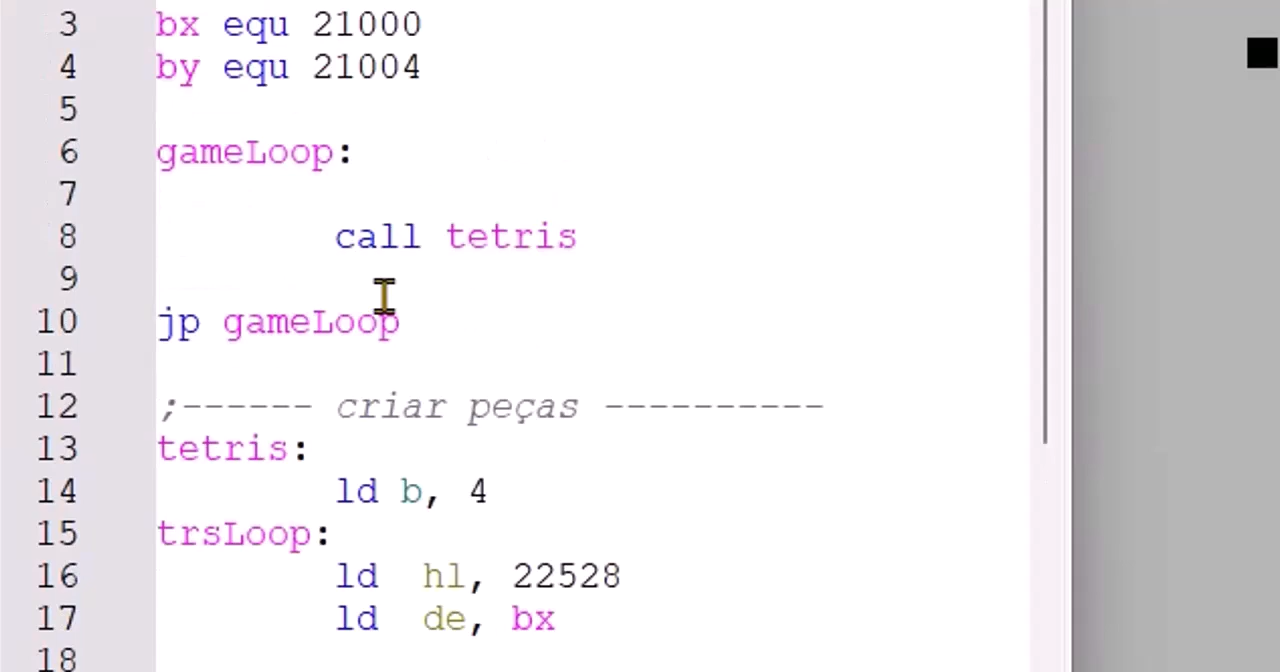 3 bx equ 21000
4 by equ 21004
5
6 gameLoop:
7
8 call tetris
9
10 jp gameLoop
11
12 ;------ criar peças ----------
13 tetris:
14 ld b, 4
15 trsLoop:
16 ld hl, 22528
17 ld de, bx
18